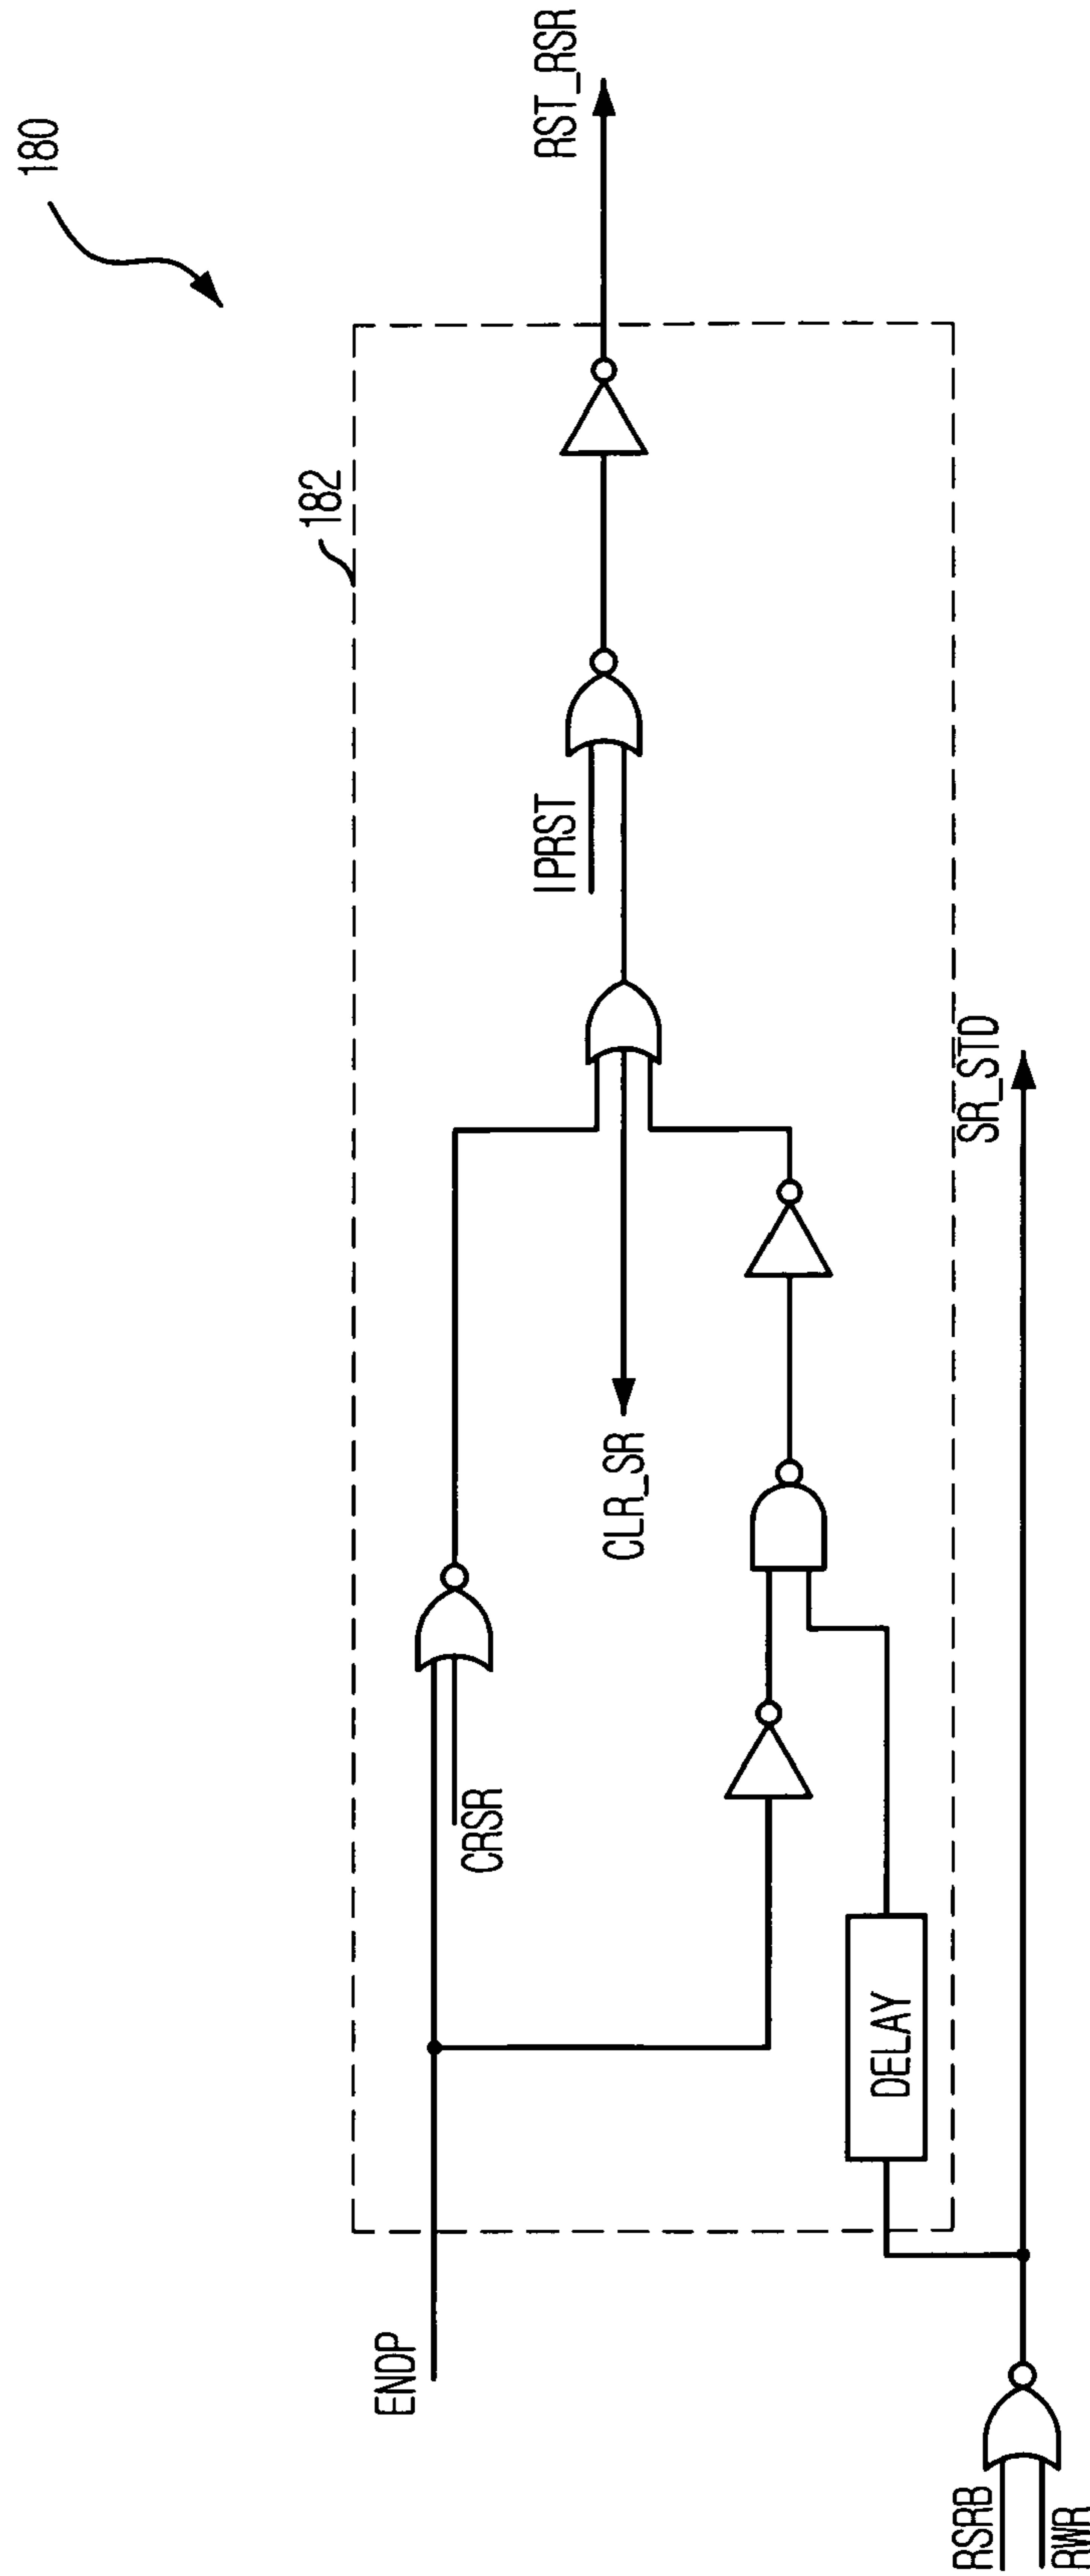 180
182
RST_RSR
IPRST
CLR_SR
CRSR
ENDP
DELAY
SR_STD
RSRB
RWR